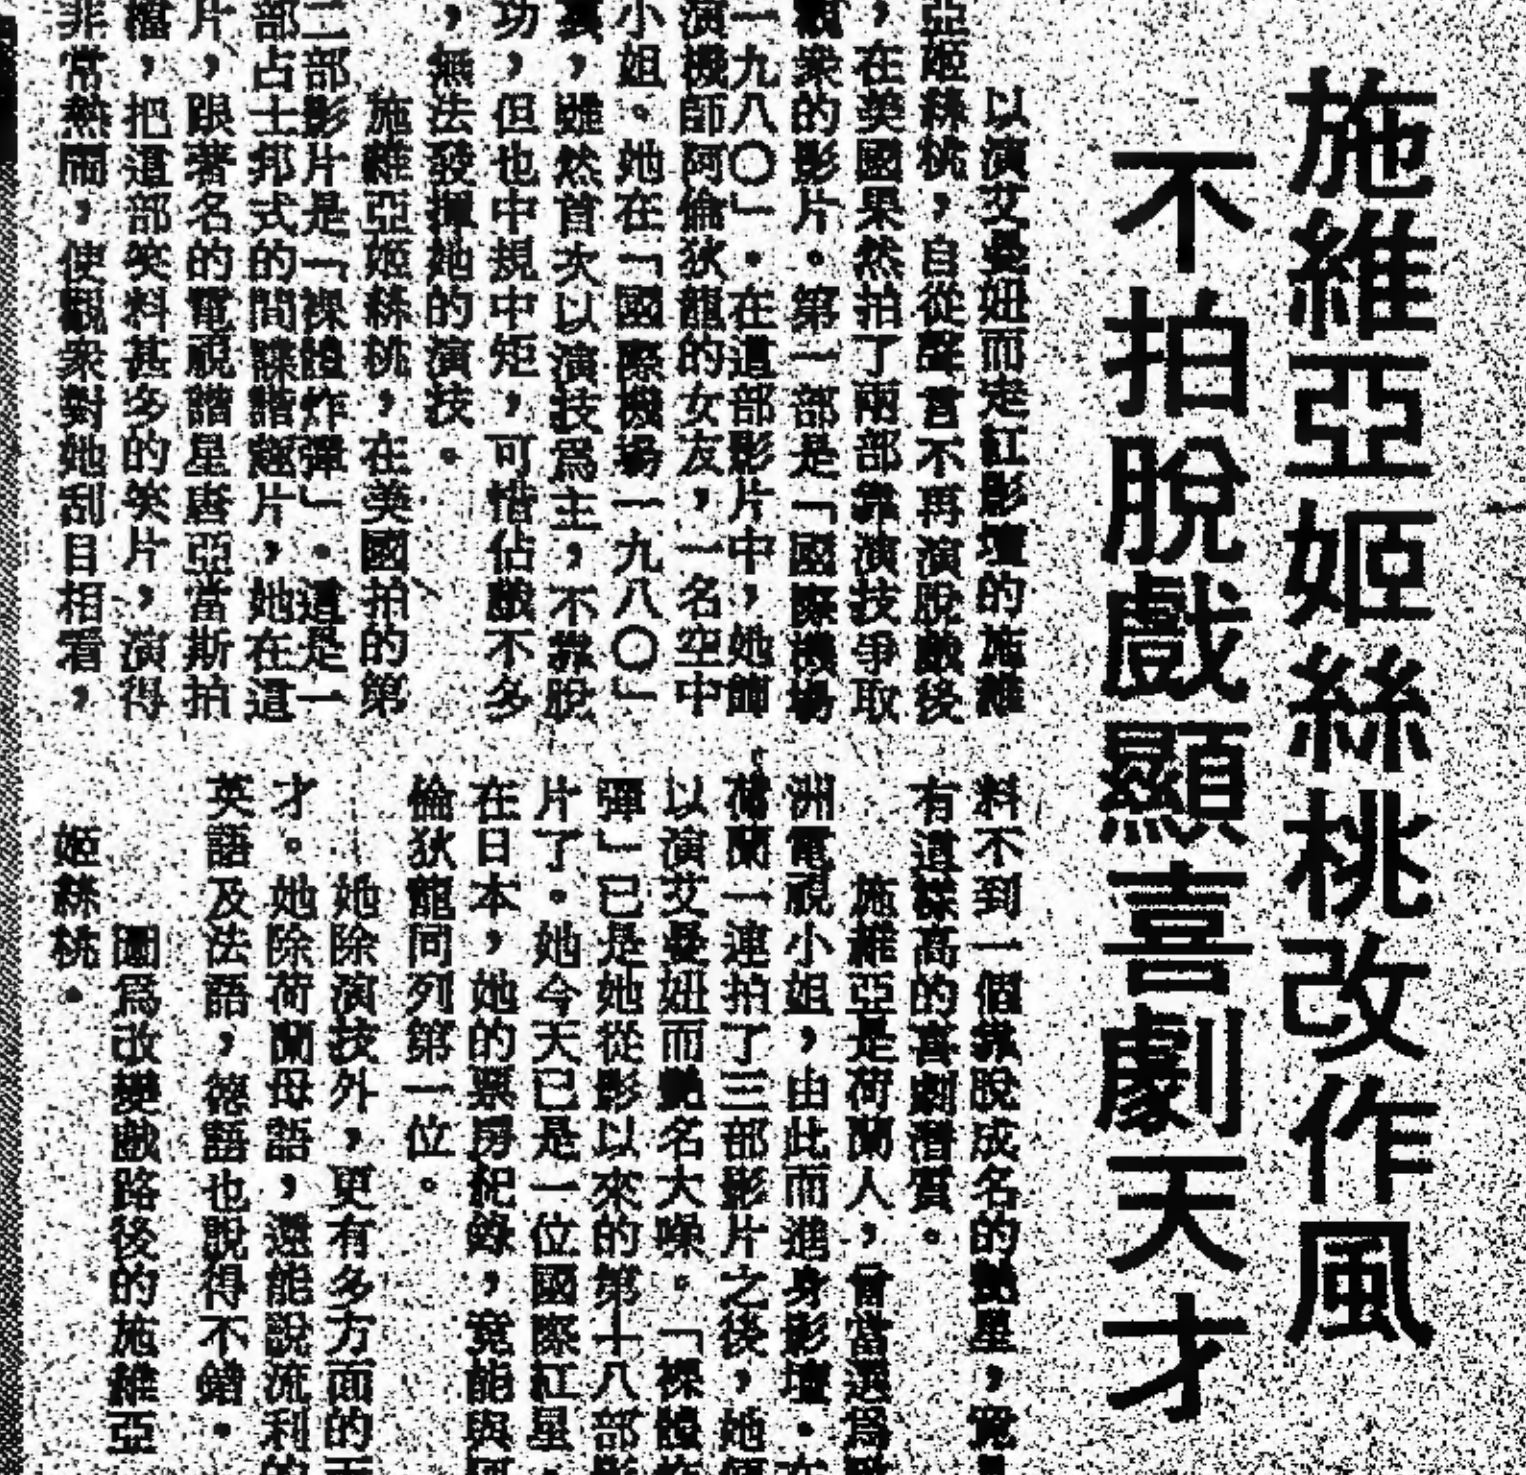 施維亞姬絲桃改作風
不拍脫戲顯喜劇天才
以演艾曼妞而走紅影壇的施維
亞姬絲桃，自從聲言不再演脫戲後
，在美國果然拍了兩部靠演技爭取
觀衆的影片。第一部是「國際機場
一九八〇」。在這部影片中，她飾
演機師阿倫狄龍的女友，一名空中
小姐。她在「國際機場一九八〇」
裏，雖然首次以演技爲主，不靠脫
功，但也中規中矩，可惜佔戲不多
，無法發揮她的演技。
施維亞姬絲桃，在美國拍的第
二部影片是「裸體炸彈」。這是一
部占士邦式的間諜諧趣片，她在這
片，跟著名的電視諧星唐亞當斯拍
檔，把這部笑料甚多的笑片，演得
非常熱鬧，使觀衆對她刮目相看，
料不到一個靠脫成名的艷星，實
有這樣高的喜劇潛質。
施維亞是荷蘭人，曾當選爲歐
洲電視小姐，由此而進身影壇。在
荷蘭一連拍了三部影片之後，她便
以演艾曼妞而艷名大噪。「裸體炸
彈」已是她從影以來的第十八部影
片了。她今天已是一位國際紅星，
在日本，她的票房紀錄，竟能與阿
倫狄龍同列第一位。
她除演技外，更有多方面的天
才。她除荷蘭母語，還能說流利的
英語及法語，德語也說得不錯。
圖爲改變戲路後的施維亞
姬絲桃。